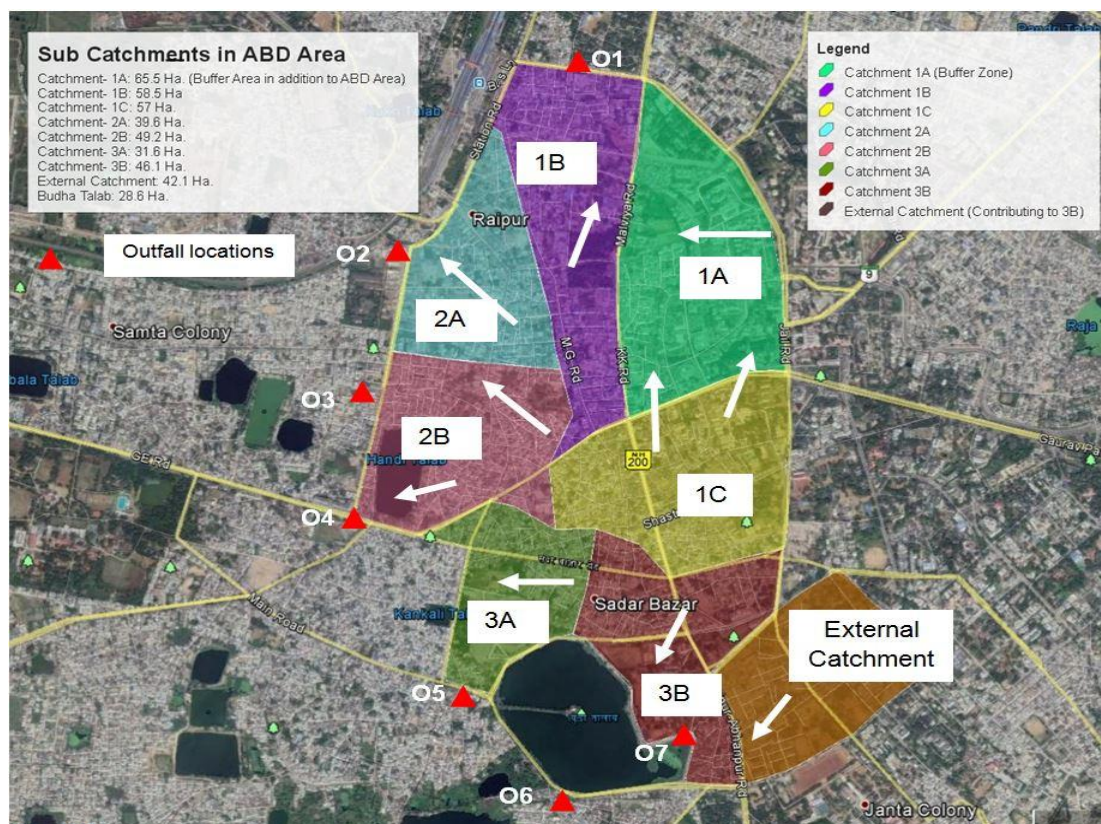 Sub Catchments in ABD Area
Catchment- 1A: 65.5 Ha. (Buffer Area in addition to ABD Area)
Catchment- 1B: 58.5 Ha
Catchment- 1C: 57 Ha.
Catchment- 2A: 39.6 Ha.
Catchment- 2B: 49.2 Ha.
Catchment- 3A: 31.6 Ha.
Catchment- 3B: 46.1 Ha.
External Catchment: 42.1 Ha.
Budha Talab: 28.6 Ha.
Outfall locations
Legend
Catchment 1A (Buffer Zone)
Catchment 1B
Catchment 1C
Catchment 2A
Catchment 2B
Catchment 3A
Catchment 3B
External Catchment (Contributing to 3B)
O1
Station Rd
1B
Malviya Rd
Raipur
O2
1A
9
2A
Samta Colony
M.G. Rd
KK Rd
Jail Rd
Raja
O3
2B
Handi Talab
NH
200
GE Rd
1C
O4
Main Road
Sadar Bazar
Kankali
3A
External
Catchment
3B
O5
O7
O6
Janta Colony